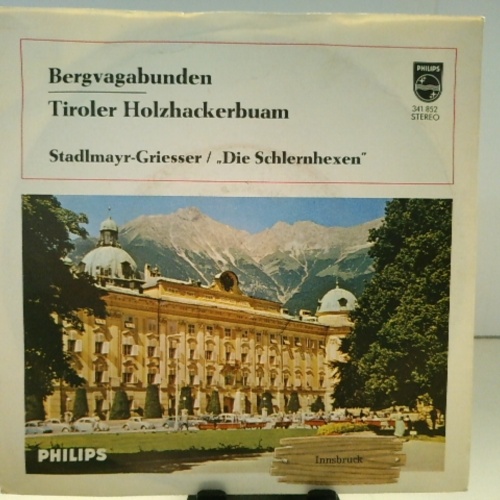 Bergvagabunden
Tiroler Holzhackerbuam
Stadlmayr-Griesser / „Die Schlernhexen"
PHILIPS
341 852
STEREO
PHILIPS
Innsbruck